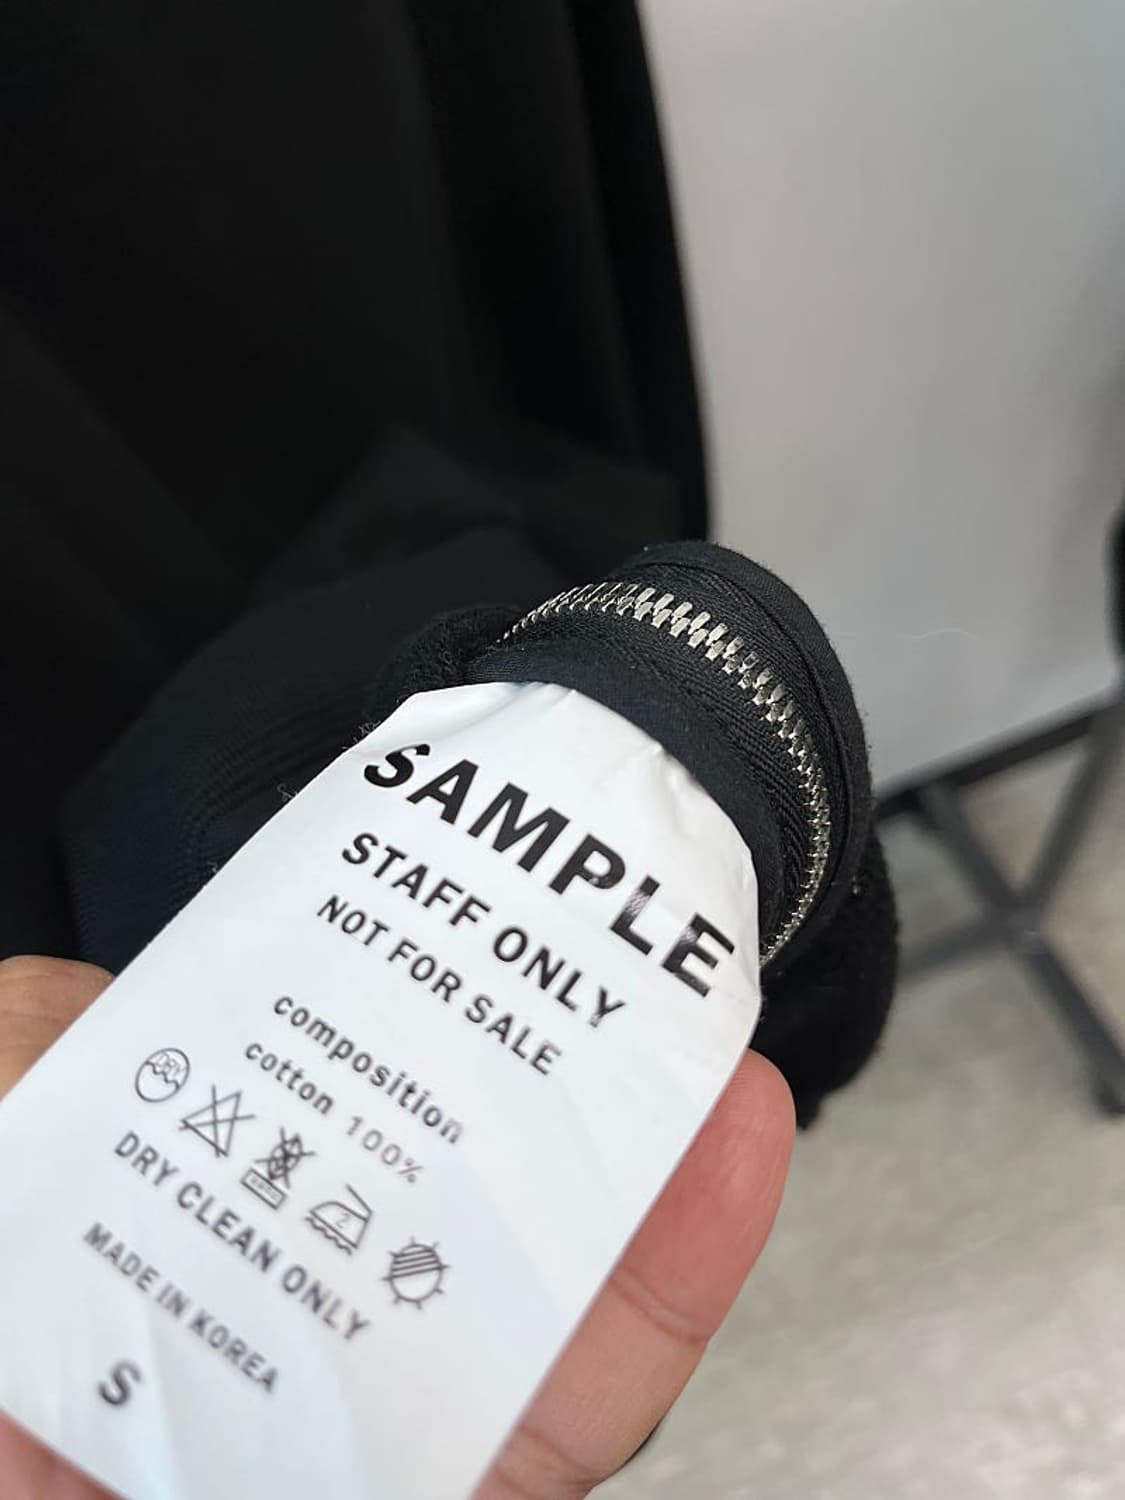 SAMPLE
STAFF ONLY
NOT FOR SALE
composition
cotton 100%
DRY CLEAN ONLY
MADE IN KOREA
S